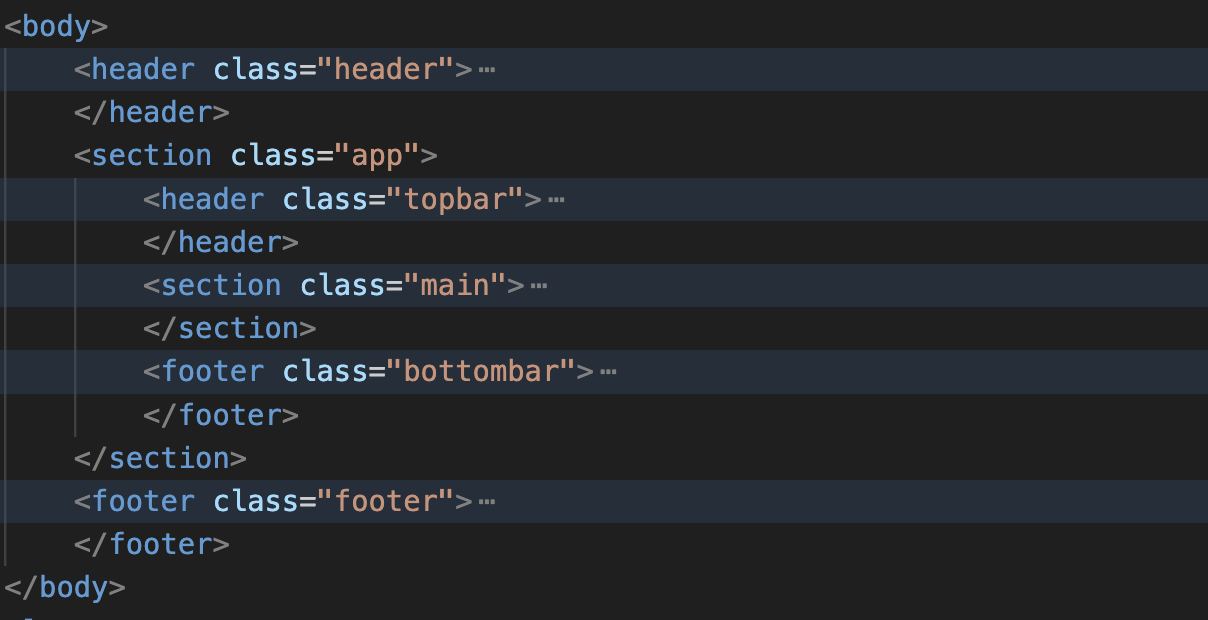 <body>
<header class="header">⋯
</header>
<section class="app">
<header class="topbar">⋯
</header>
<section class="main">⋯
</section>
<footer class="bottombar">⋯
</footer>
</section>
<footer class="footer">⋯
</footer>
</body>